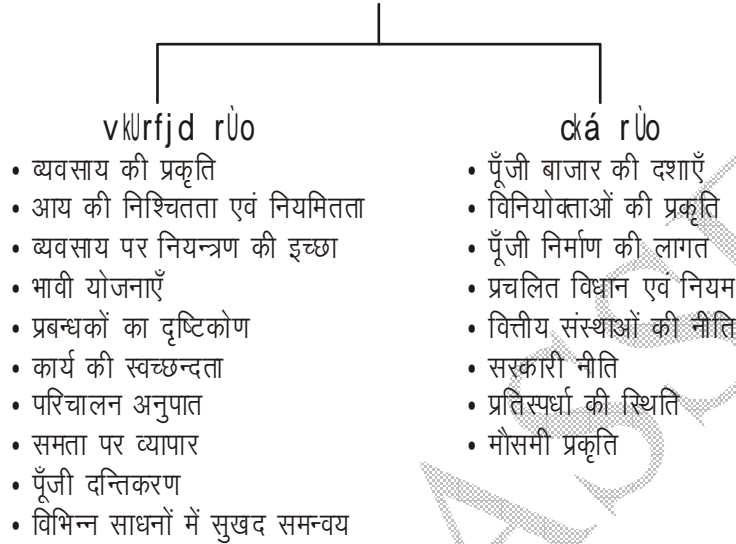 vkUrfjd rÙo
• व्यवसाय की प्रकृति
• आय की निश्चितता एवं नियमितता
• व्यवसाय पर नियन्त्रण की इच्छा
• भावी योजनाएँ
• प्रबन्धकों का दृष्टिकोण
• कार्य की स्वच्छन्दता
• परिचालन अनुपात
• समता पर व्यापार
• पूँजी दन्तिकरण
• विभिन्न साधनों में सुखद समन्वय
cká rÙo
• पूँजी बाजार की दशाएँ
• विनियोक्ताओं की प्रकृति
• पूँजी निर्माण की लागत
• प्रचलित विधान एवं नियम
• वित्तीय संस्थाओं की नीति
• सरकारी नीति
• प्रतिस्पर्धा की स्थिति
• मौसमी प्रकृति